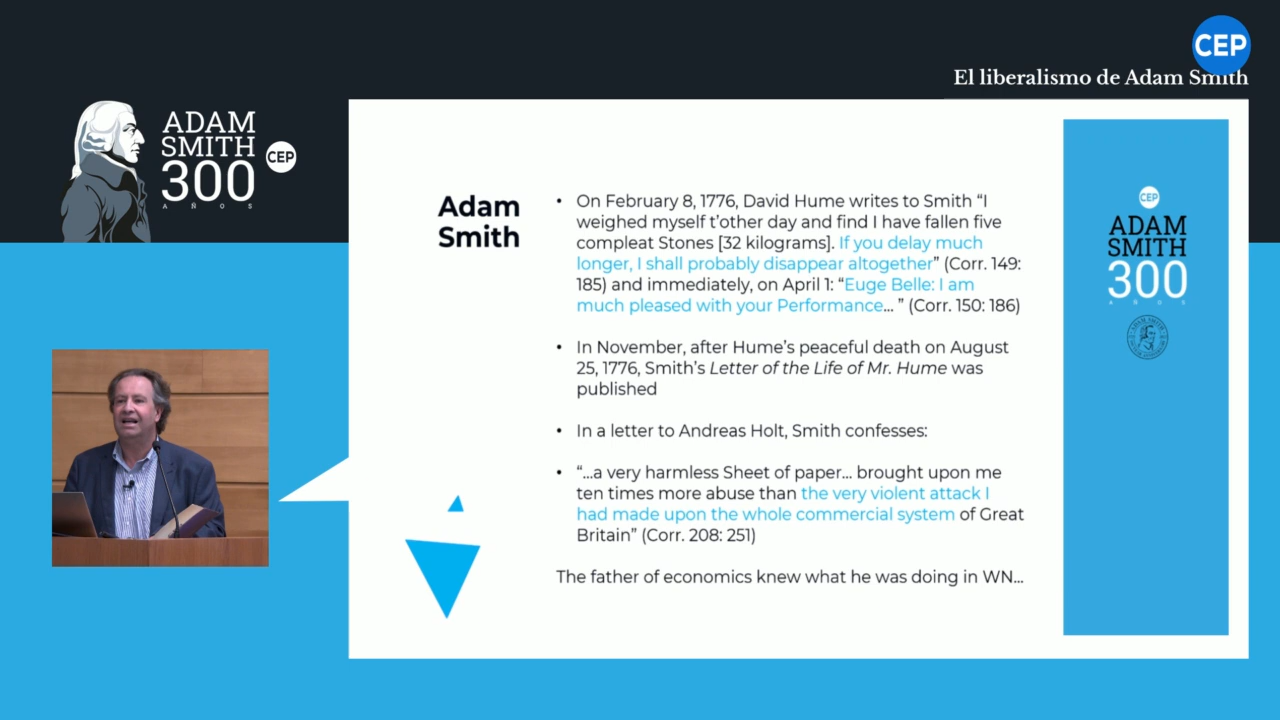 CEP
El liberalismo de Adam Smith
ADAM
SMITH
300
AÑOS
CEP
Adam
Smith
• On February 8, 1776, David Hume writes to Smith “I
weighed myself t’other day and find I have fallen five
compleat Stones [32 kilograms]. If you delay much
longer, I shall probably disappear altogether” (Corr. 149:
185) and immediately, on April 1: “Euge Belle: I am
much pleased with your Performance… ” (Corr. 150: 186)
• In November, after Hume’s peaceful death on August
25, 1776, Smith’s Letter of the Life of Mr. Hume was
published
• In a letter to Andreas Holt, Smith confesses:
• “…a very harmless Sheet of paper… brought upon me
ten times more abuse than the very violent attack I
had made upon the whole commercial system of Great
Britain” (Corr. 208: 251)
The father of economics knew what he was doing in WN…
CEP
ADAM
SMITH
300
AÑOS